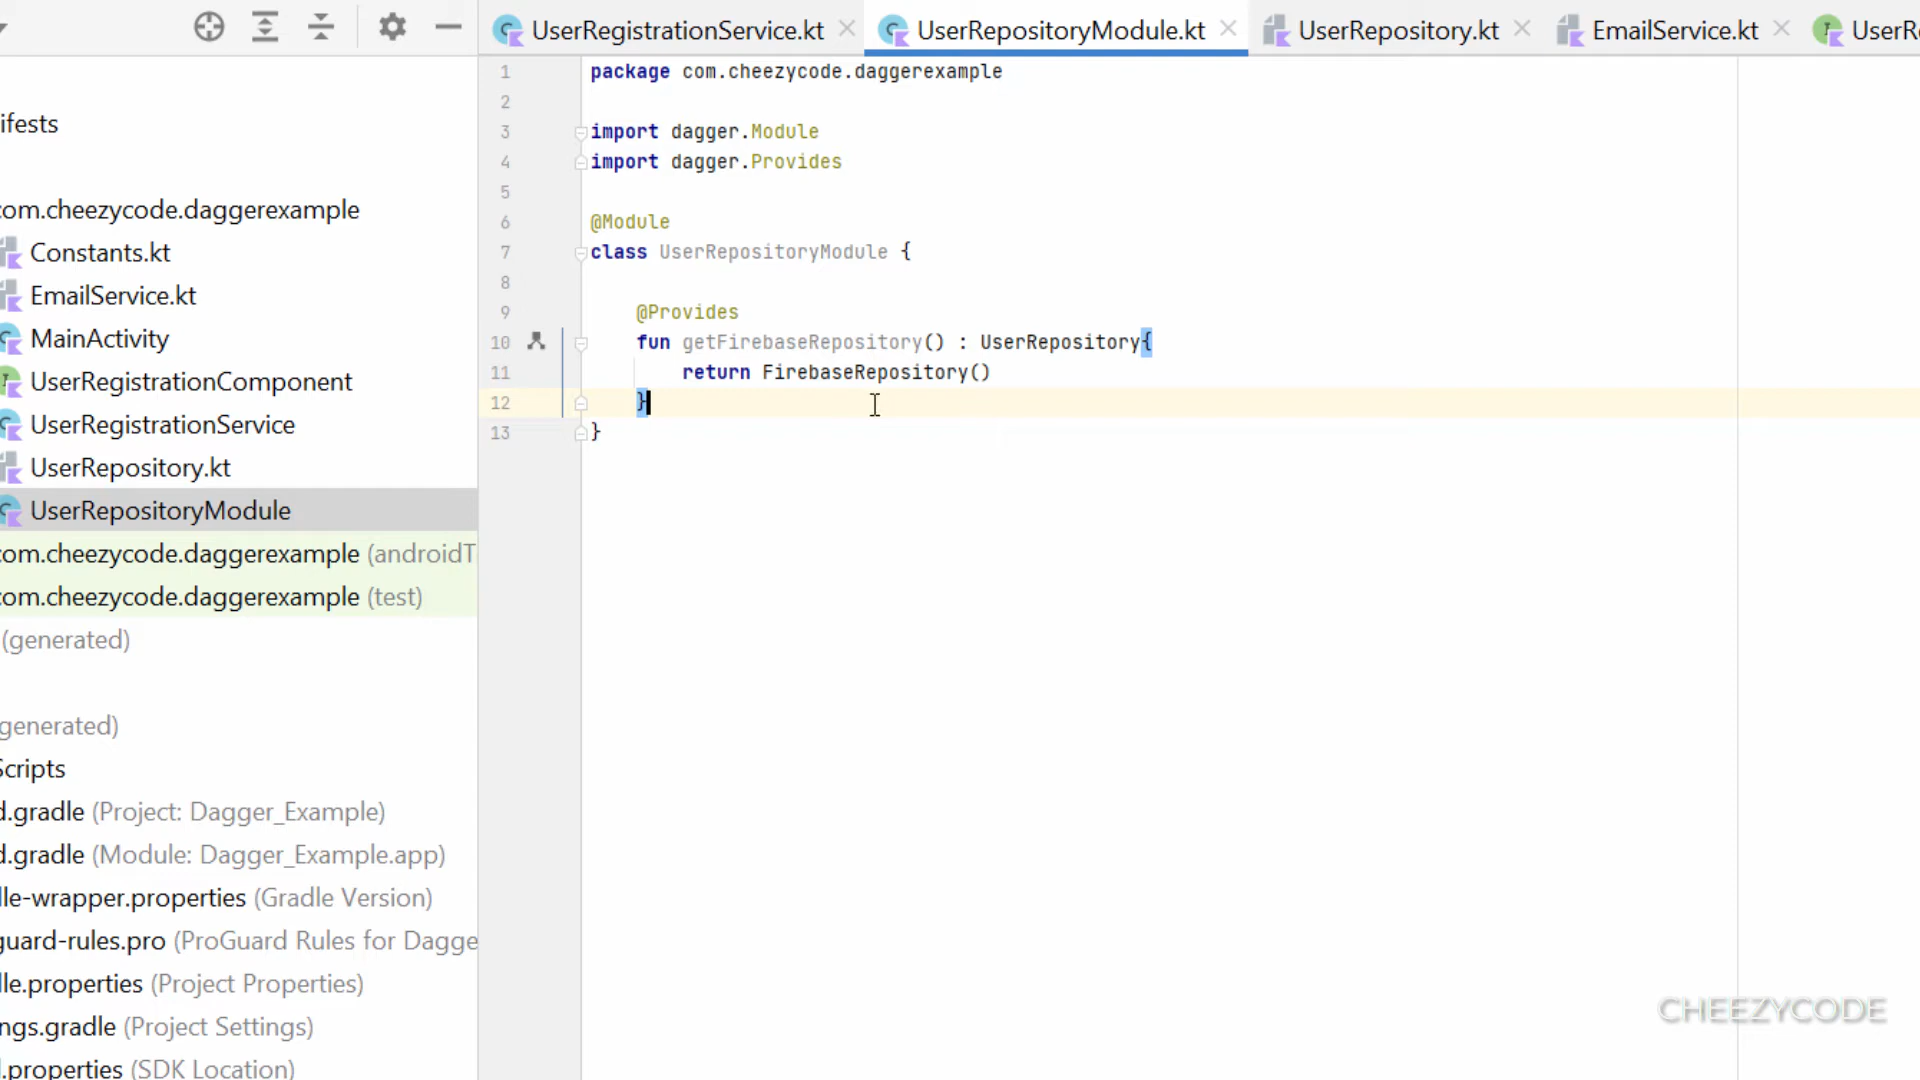 UserRegistrationService.kt
UserRepositoryModule.kt
UserRepository.kt
EmailService.kt
UserR
1 package com.cheezycode.daggerexample
2
3 import dagger.Module
4 import dagger.Provides
5
6 @Module
7 class UserRepositoryModule {
8
9 @Provides
10 fun getFirebaseRepository() : UserRepository{
11 return FirebaseRepository()
12 }
13 }
ifests
com.cheezycode.daggerexample
Constants.kt
EmailService.kt
MainActivity
UserRegistrationComponent
UserRegistrationService
UserRepository.kt
UserRepositoryModule
com.cheezycode.daggerexample (androidT
com.cheezycode.daggerexample (test)
(generated)
generated)
Scripts
d.gradle (Project: Dagger_Example)
d.gradle (Module: Dagger_Example.app)
lle-wrapper.properties (Gradle Version)
guard-rules.pro (ProGuard Rules for Dagge
lle.properties (Project Properties)
ngs.gradle (Project Settings)
l.properties (SDK Location)
CHEEZYCODE